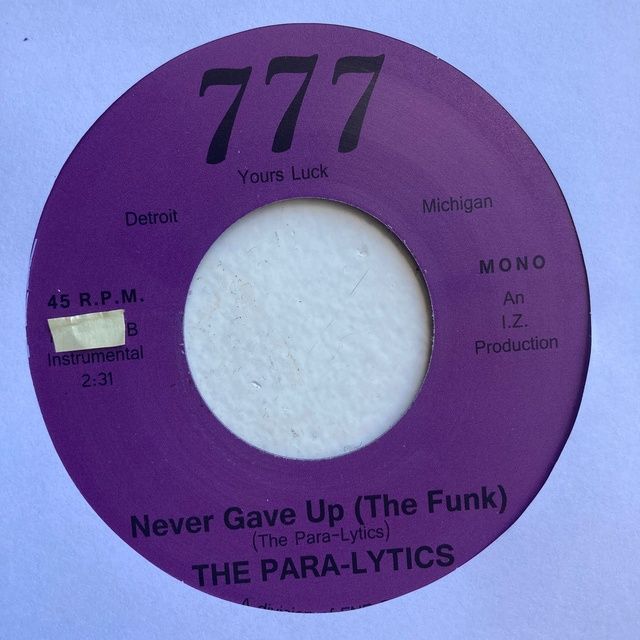 777
Yours Luck
Detroit
Michigan
45 R.P.M.
B
Instrumental
2:31
MONO
An
I.Z.
Production
Never Gave Up (The Funk)
(The Para-Lytics)
THE PARA-LYTICS